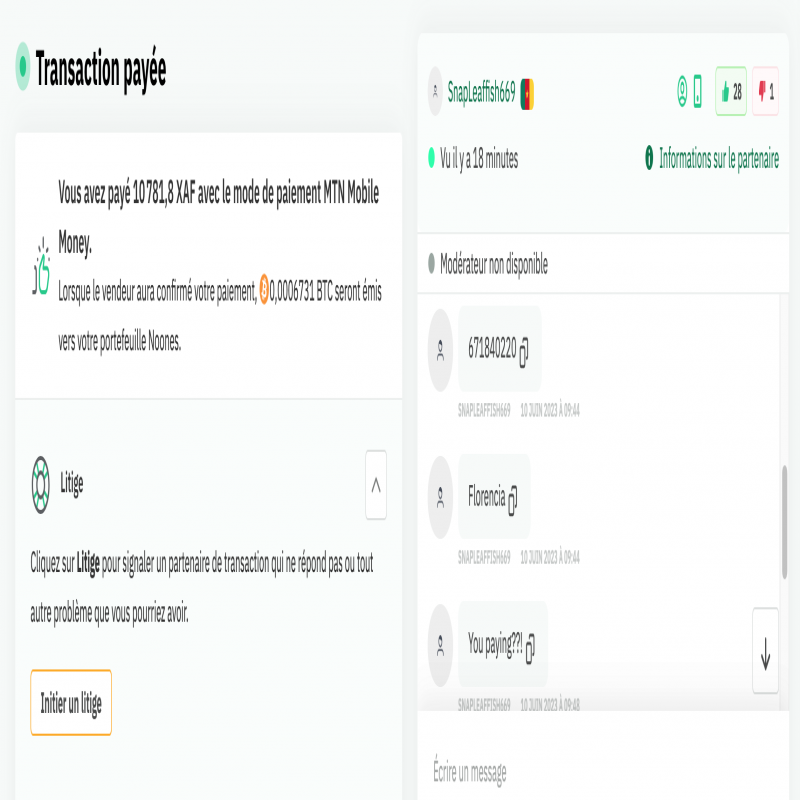 Transaction payée
Vous avez payé 10 781,8 XAF avec le mode de paiement MTN Mobile
Money.
Lorsque le vendeur aura confirmé votre paiement, 0,0006731 BTC seront émis
vers votre portefeuille Noones.
Litige
Cliquez sur Litige pour signaler un partenaire de transaction qui ne répond pas ou tout
autre problème que vous pourriez avoir.
Initier un litige
SnapLeaffish669
28
1
Vu il y a 18 minutes
Informations sur le partenaire
Modérateur non disponible
671840220
SNAPLEAFFISH669 10 JUIN 2023 À 09:44
Florencia
SNAPLEAFFISH669 10 JUIN 2023 À 09:44
You paying??!
SNAPLEAFFISH669 10 JUIN 2023 À 09:48
Écrire un message